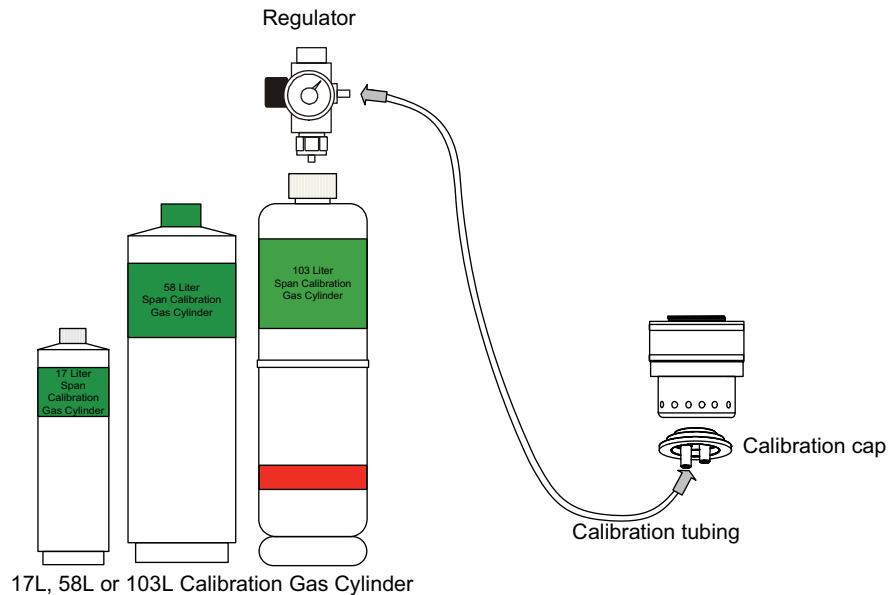 Regulator
103 Liter
Span Calibration
Gas Cylinder
58 Liter
Span Calibration
Gas Cylinder
17 Liter
Span
Calibration
Gas Cylinder
Calibration cap
Calibration tubing
17L, 58L or 103L Calibration Gas Cylinder